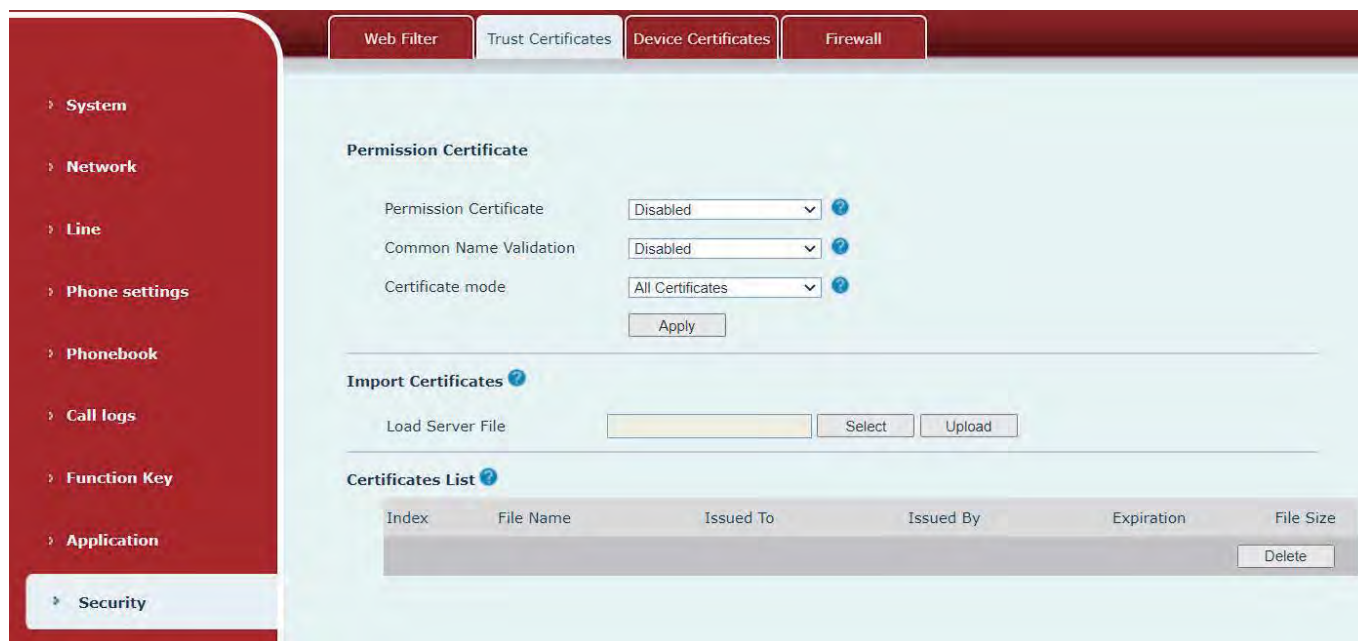 Web Filter Trust Certificates Device Certificates Firewall
System
Network
Line
Phone settings
Phonebook
Call logs
Function Key
Application
Security
Permission Certificate
Permission Certificate Disabled ?
Common Name Validation Disabled ?
Certificate mode All Certificates ?
Apply
Import Certificates ?
Load Server File Select Upload
Certificates List ?
Index File Name Issued To Issued By Expiration File Size
Delete